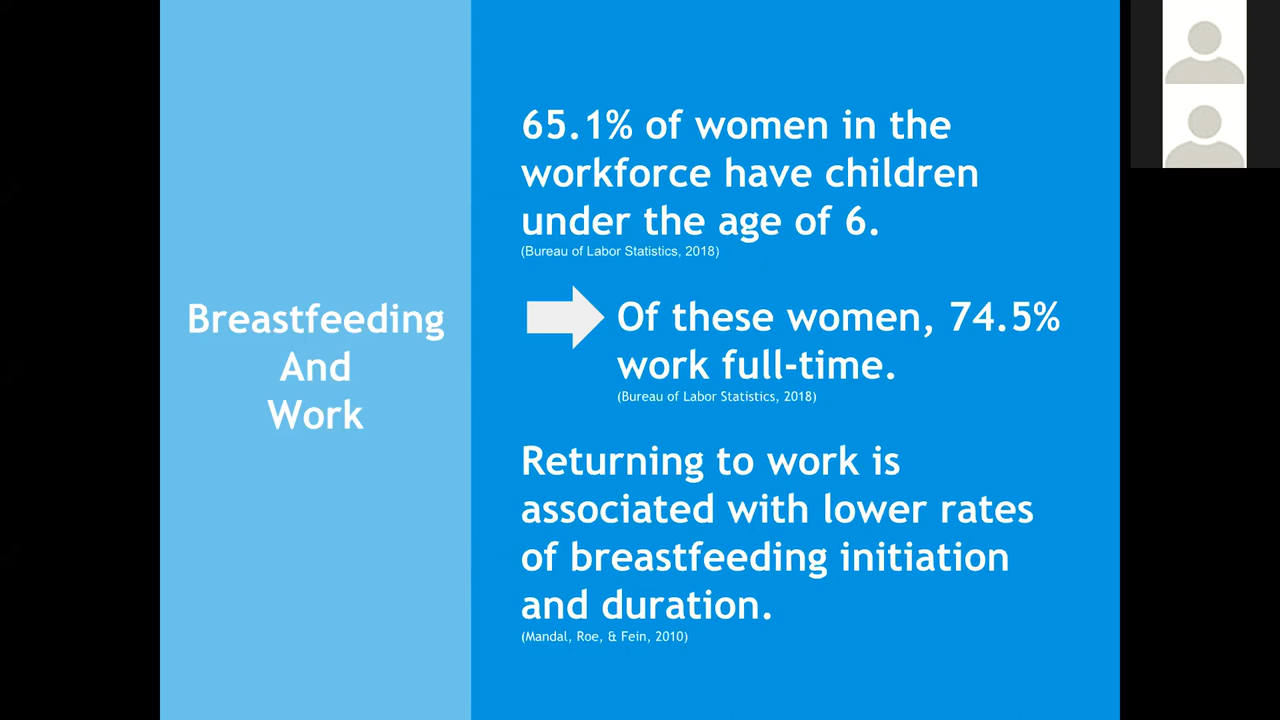 Breastfeeding
And
Work
65.1% of women in the
workforce have children
under the age of 6.
(Bureau of Labor Statistics, 2018)
Of these women, 74.5%
work full-time.
(Bureau of Labor Statistics, 2018)
Returning to work is
associated with lower rates
of breastfeeding initiation
and duration.
(Mandal, Roe, & Fein, 2010)